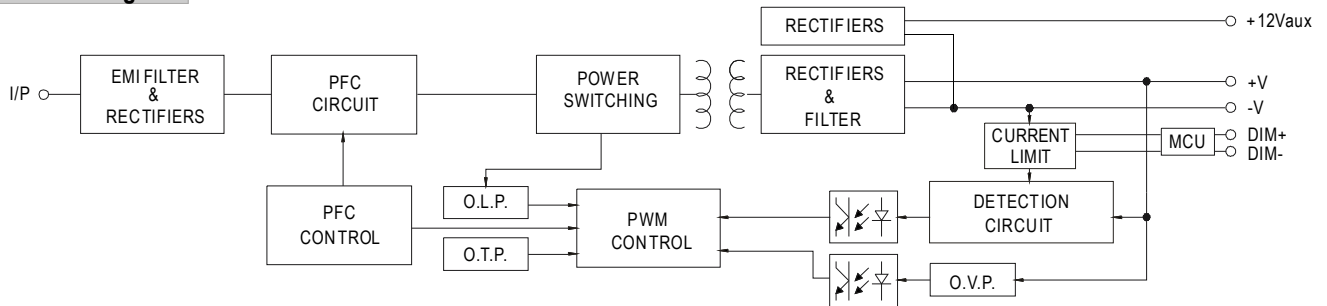 RECTIFIERS
+12Vaux
I/P
EMI FILTER
&
RECTIFIERS
PFC
CIRCUIT
POWER
SWITCHING
RECTIFIERS
&
FILTER
+V
-V
CURRENT
LIMIT
MCU
DIM+
DIM-
PFC
CONTROL
O.L.P.
O.T.P.
PWM
CONTROL
DETECTION
CIRCUIT
O.V.P.